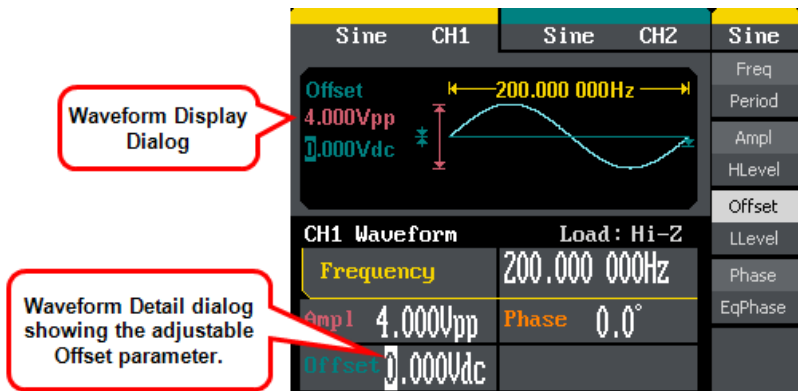 Sine CH1 Sine CH2 Sine
Freq
Period
Ampl
HLevel
Offset
LLevel
Phase
EqPhase
Waveform Display
Dialog
Offset
200.000 000Hz
4.000Vpp
0.000Vdc
CH1 Waveform Load: Hi-Z
Frequency 200.000 000Hz
Ampl 4.000Vpp Phase 0.0°
Offset 0.000Vdc
Waveform Detail dialog
showing the adjustable
Offset parameter.